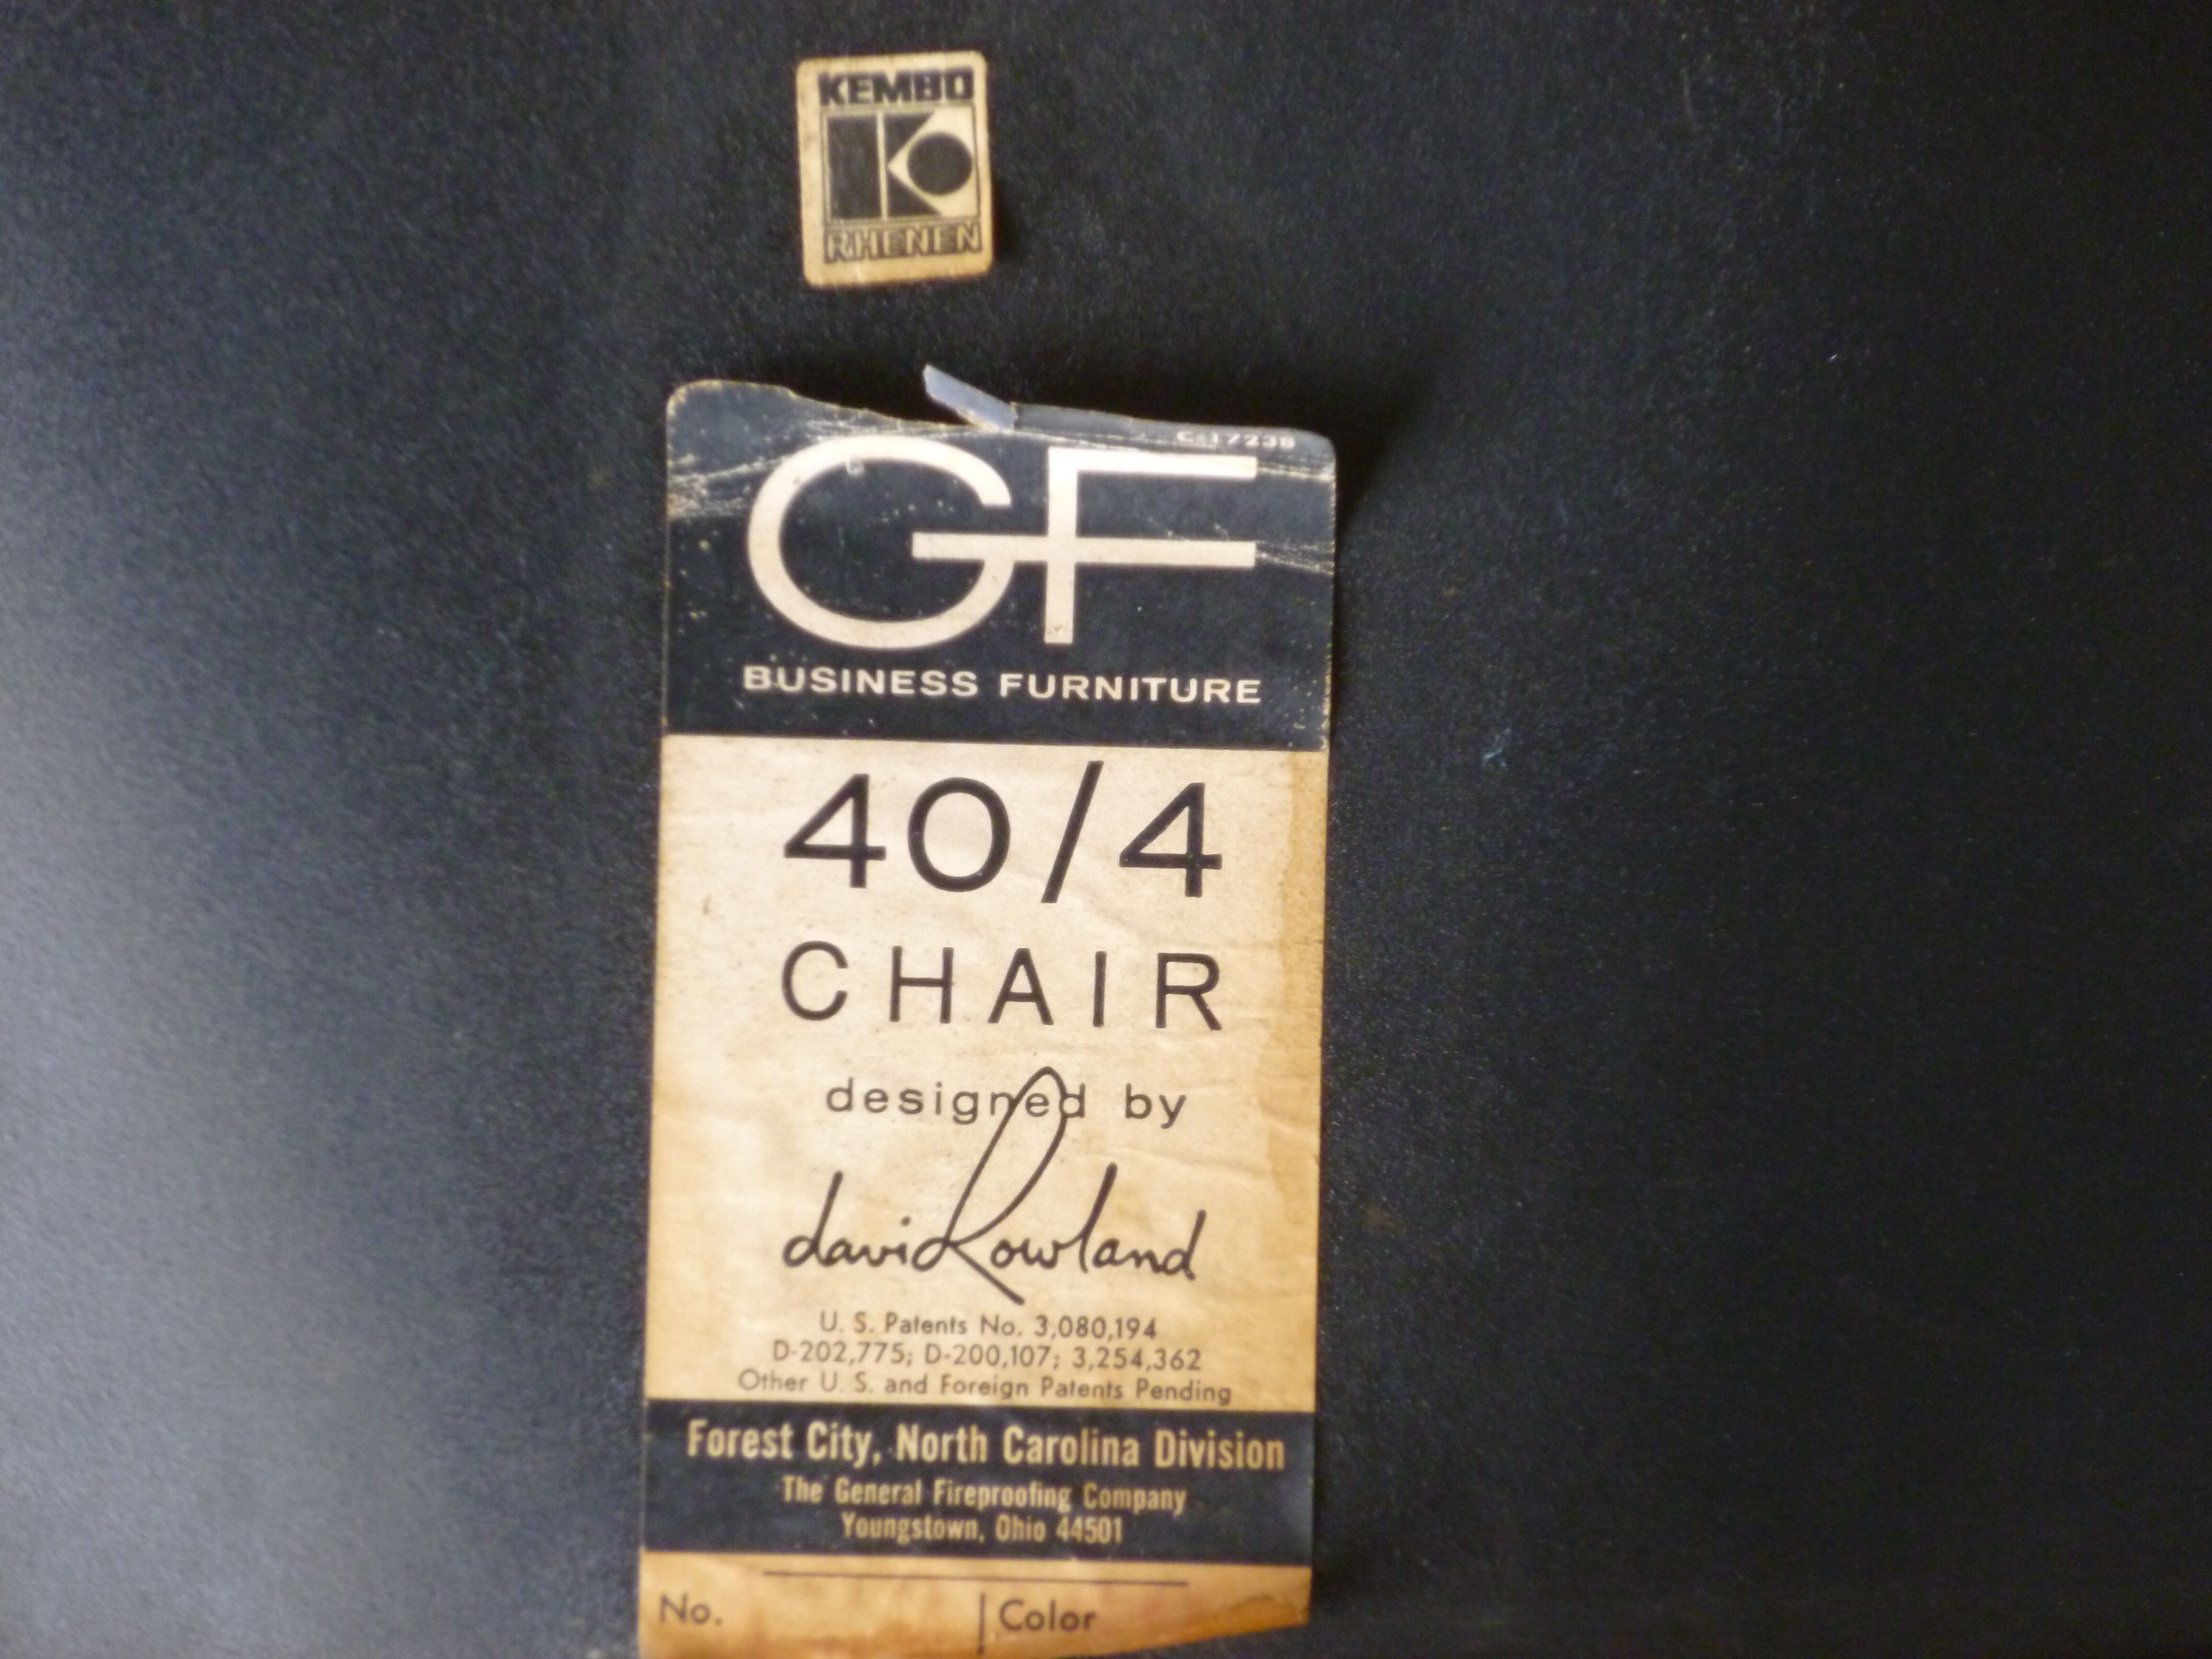 KEMBO
K
RHENEN
C-17238
GF
BUSINESS FURNITURE
40/4
CHAIR
designed by
david Rowland
U. S. Patents No. 3,080,194
D-202,775; D-200,107; 3,254,362
Other U. S. and Foreign Patents Pending
Forest City, North Carolina Division
The General Fireproofing Company
Youngstown, Ohio 44501
No. | Color